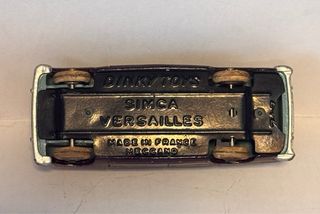 DINKY TOYS
SIMCA
VERSAILLES
MADE IN FRANCE
MECCANO